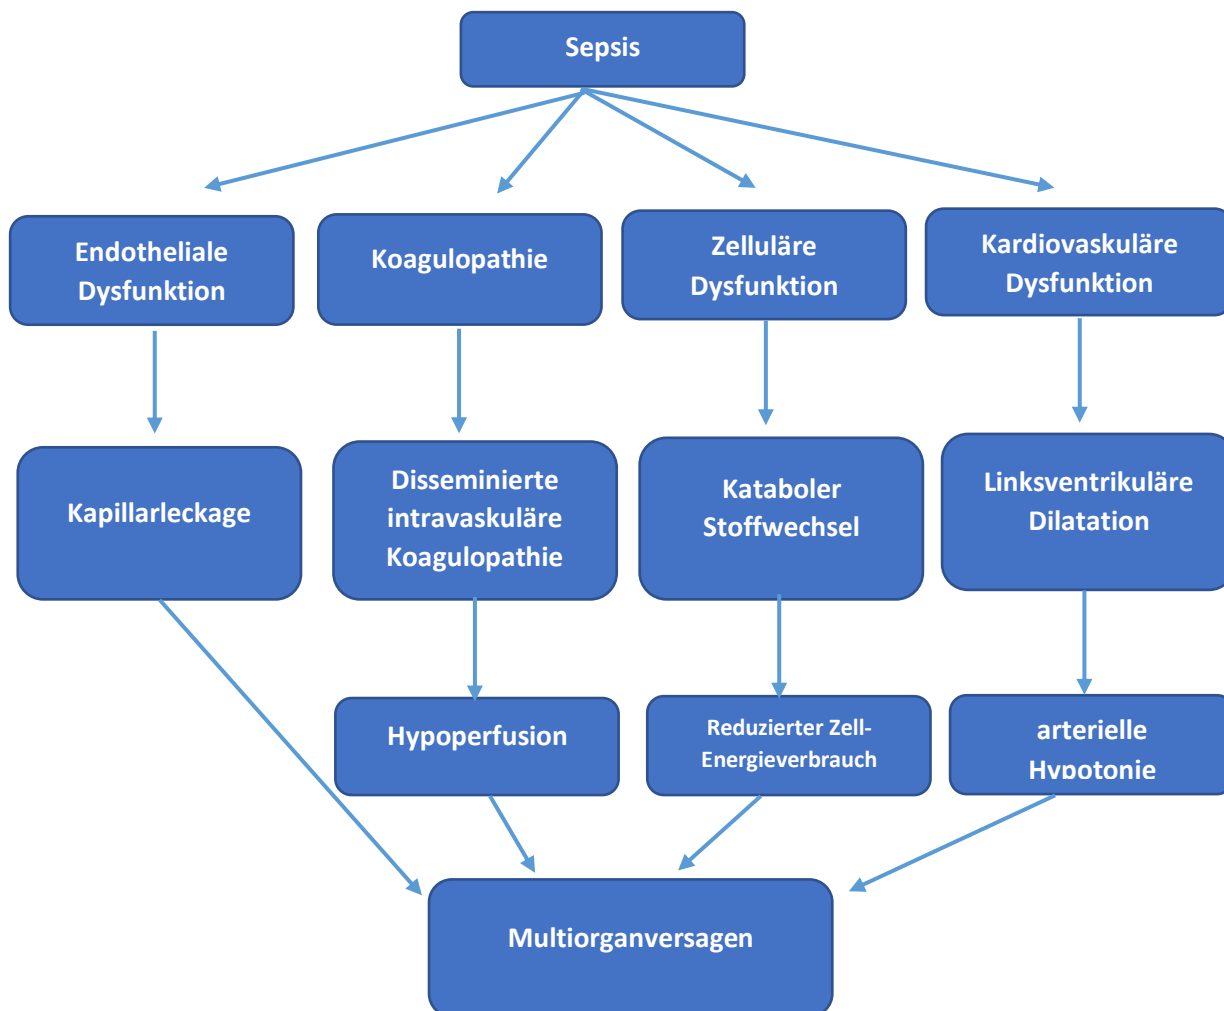 Sepsis
Endotheliale
Dysfunktion
Koagulopathie
Zelluläre
Dysfunktion
Kardiovaskuläre
Dysfunktion
Kapillarleckage
Disseminierte
intravaskuläre
Koagulopathie
Kataboler
Stoffwechsel
Linksventrikuläre
Dilatation
Hypoperfusion
Reduzierter Zell-
Energieverbrauch
arterielle
Hypotonie
Multiorganversagen